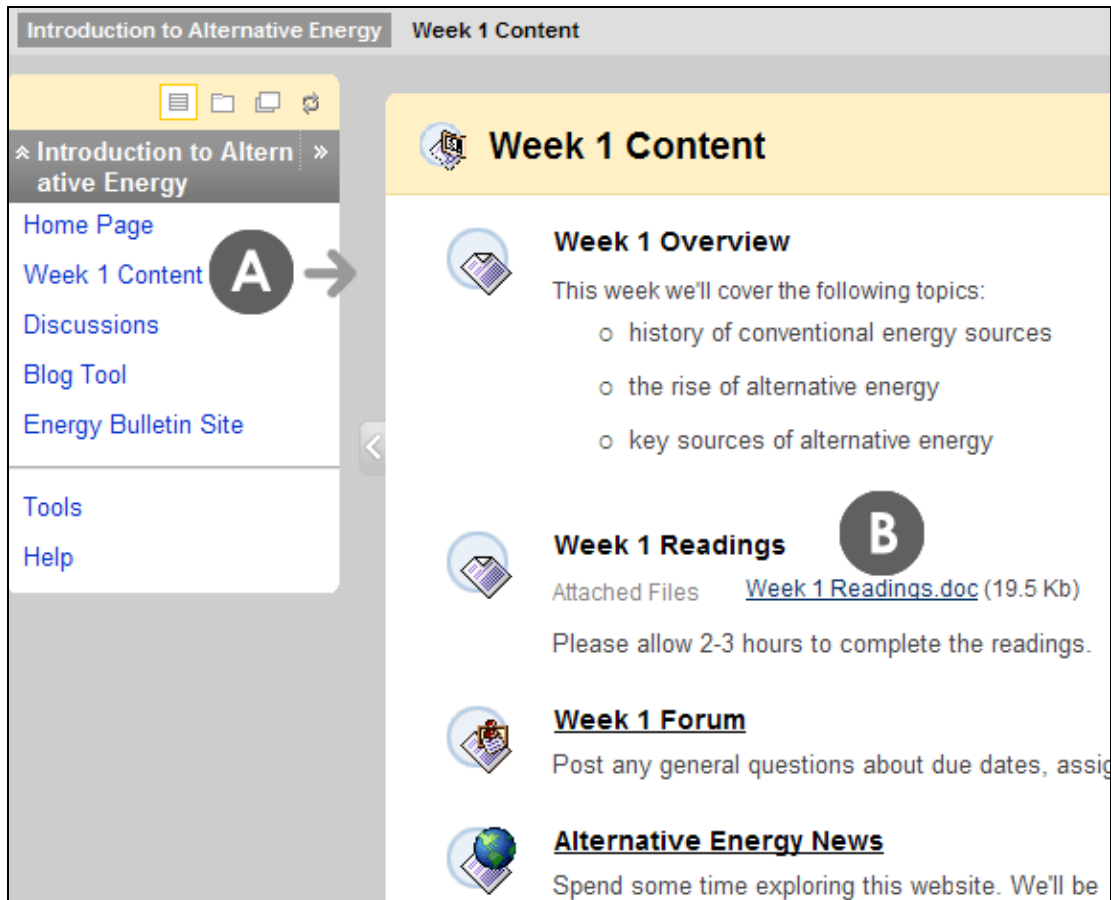 Introduction to Alternative Energy Week 1 Content
Introduction to Altern
ative Energy
Home Page
Week 1 Content
A
Discussions
Blog Tool
Energy Bulletin Site
Tools
Help
Week 1 Content
Week 1 Overview
This week we'll cover the following topics:
o history of conventional energy sources
o the rise of alternative energy
o key sources of alternative energy
B
Week 1 Readings
Attached Files Week 1 Readings.doc (19.5 Kb)
Please allow 2-3 hours to complete the readings.
Week 1 Forum
Post any general questions about due dates, assig
Alternative Energy News
Spend some time exploring this website. We'll be